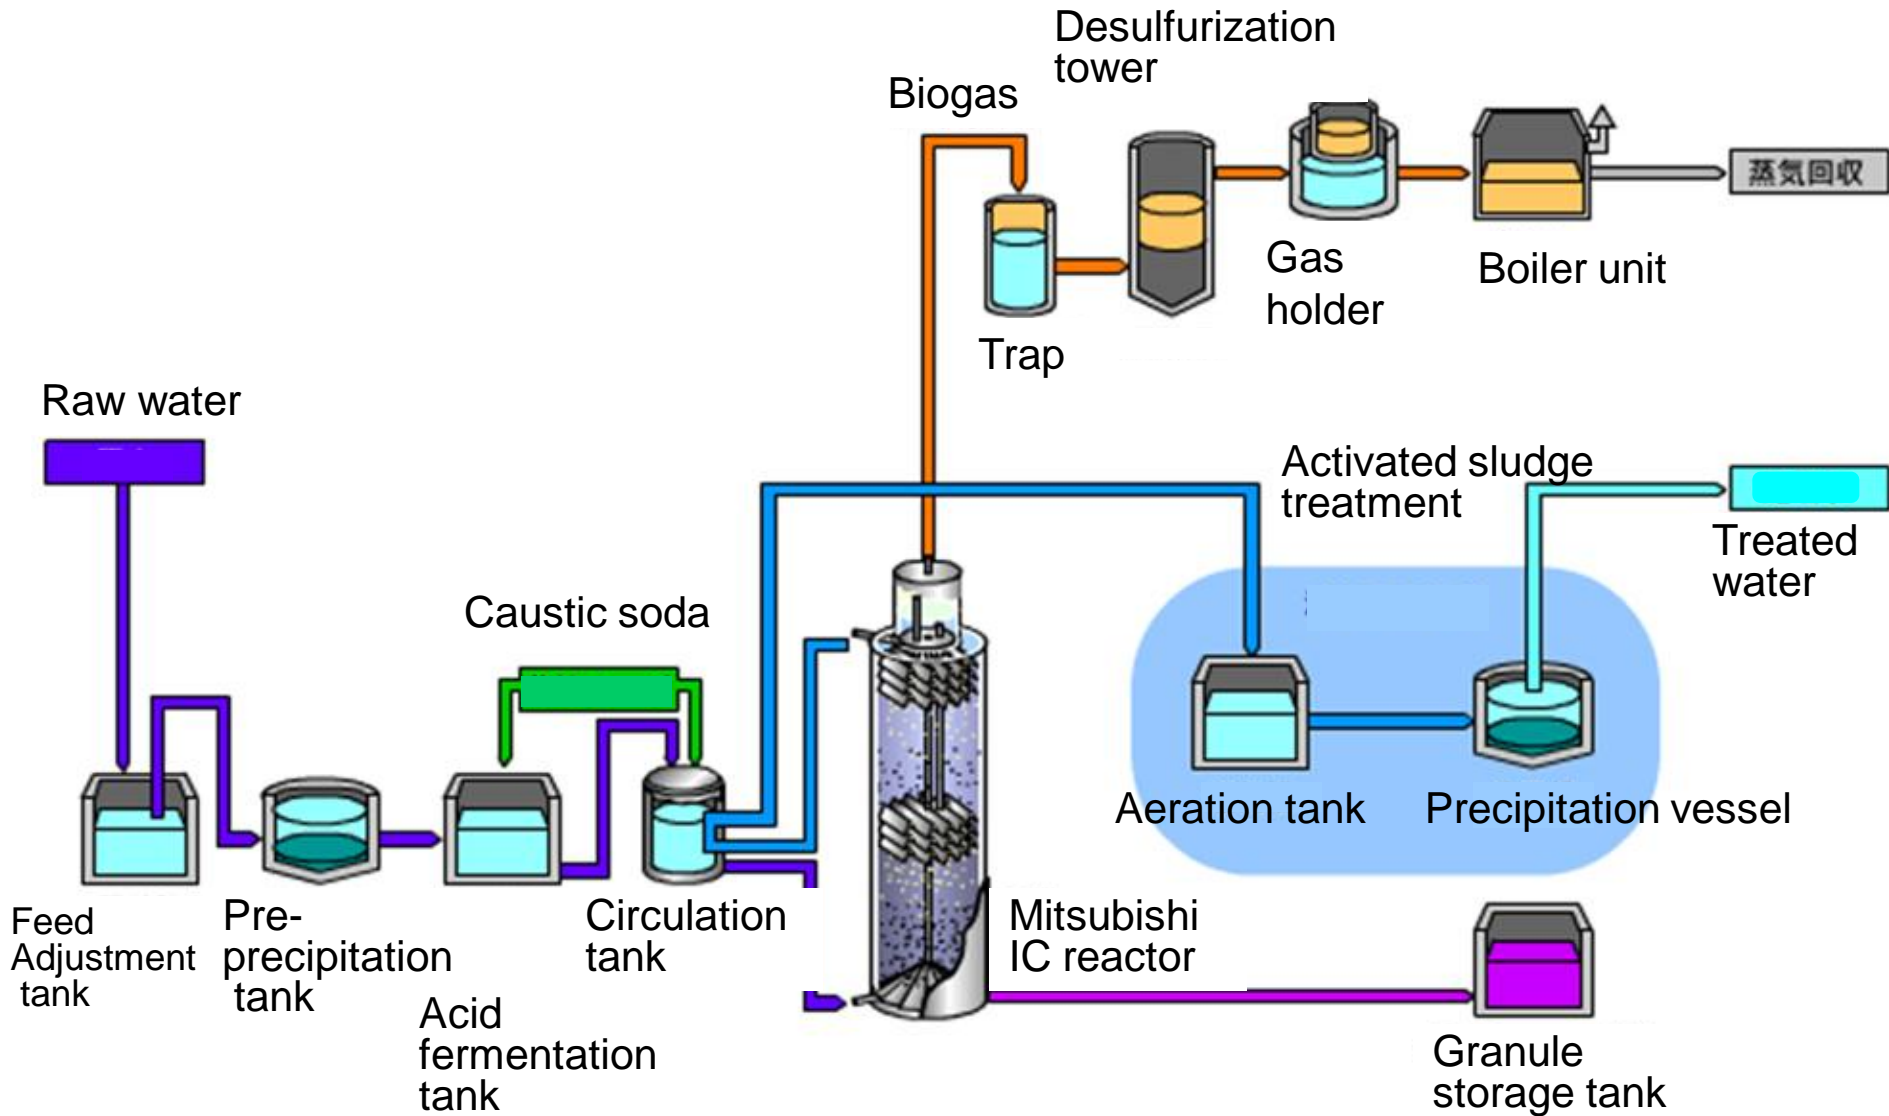 Desulfurization
tower
Biogas
蒸気回収
Gas
holder
Boiler unit
Trap
Raw water
Activated sludge
treatment
Treated
water
Caustic soda
Aeration tank
Precipitation vessel
Feed
Adjustment
tank
Pre-
precipitation
tank
Acid
fermentation
tank
Circulation
tank
Mitsubishi
IC reactor
Granule
storage tank